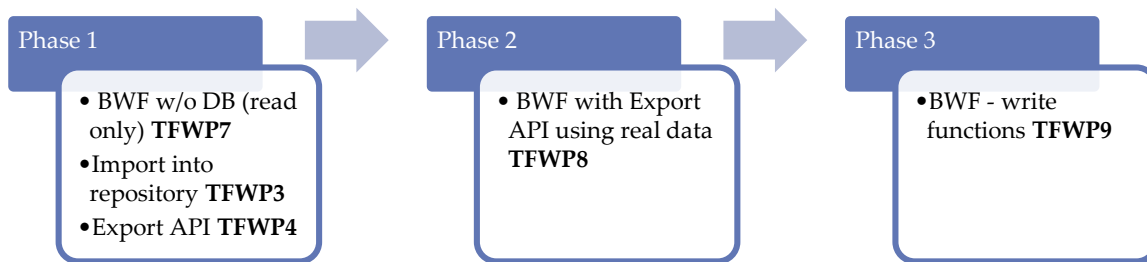 Phase 1
• BWF w/o DB (read
only) TFWP7
•Import into
repository TFWP3
•Export API TFWP4
Phase 2
• BWF with Export
API using real data
TFWP8
Phase 3
•BWF - write
functions TFWP9